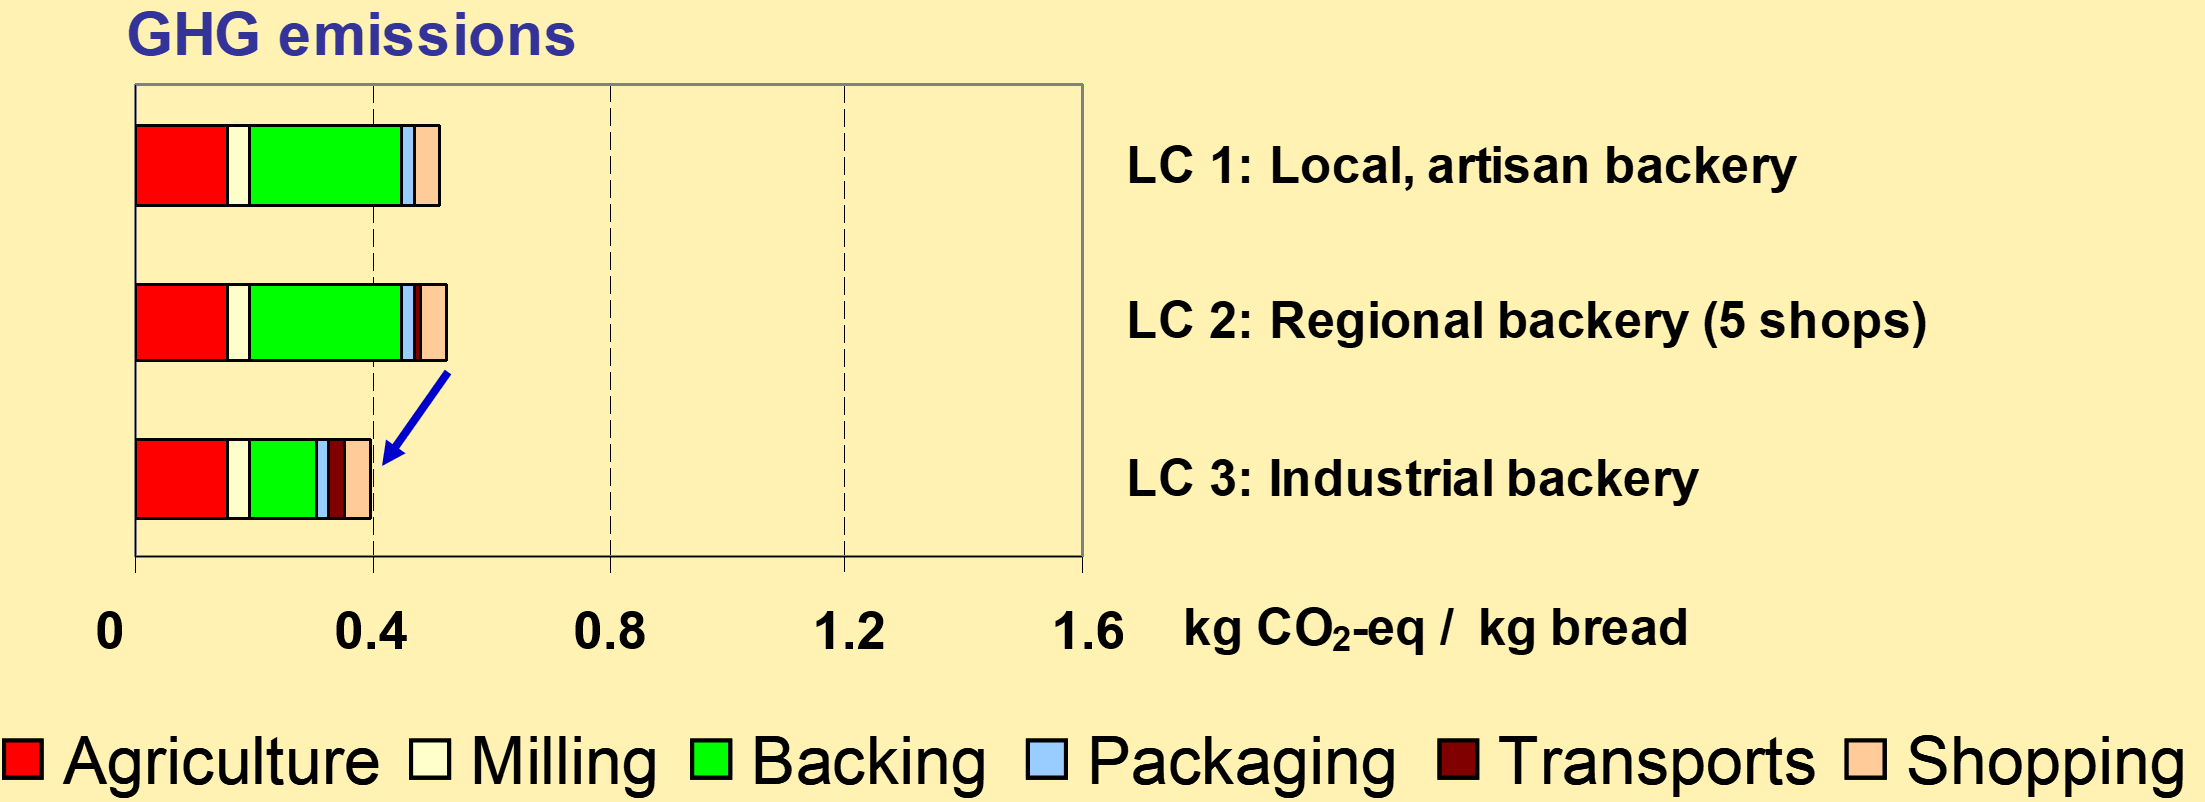 GHG emissions
LC 1: Local, artisan backery
LC 2: Regional backery (5 shops)
LC 3: Industrial backery
0 0.4 0.8 1.2 1.6 kg CO₂-eq / kg bread
Agriculture Milling Backing Packaging Transports Shopping